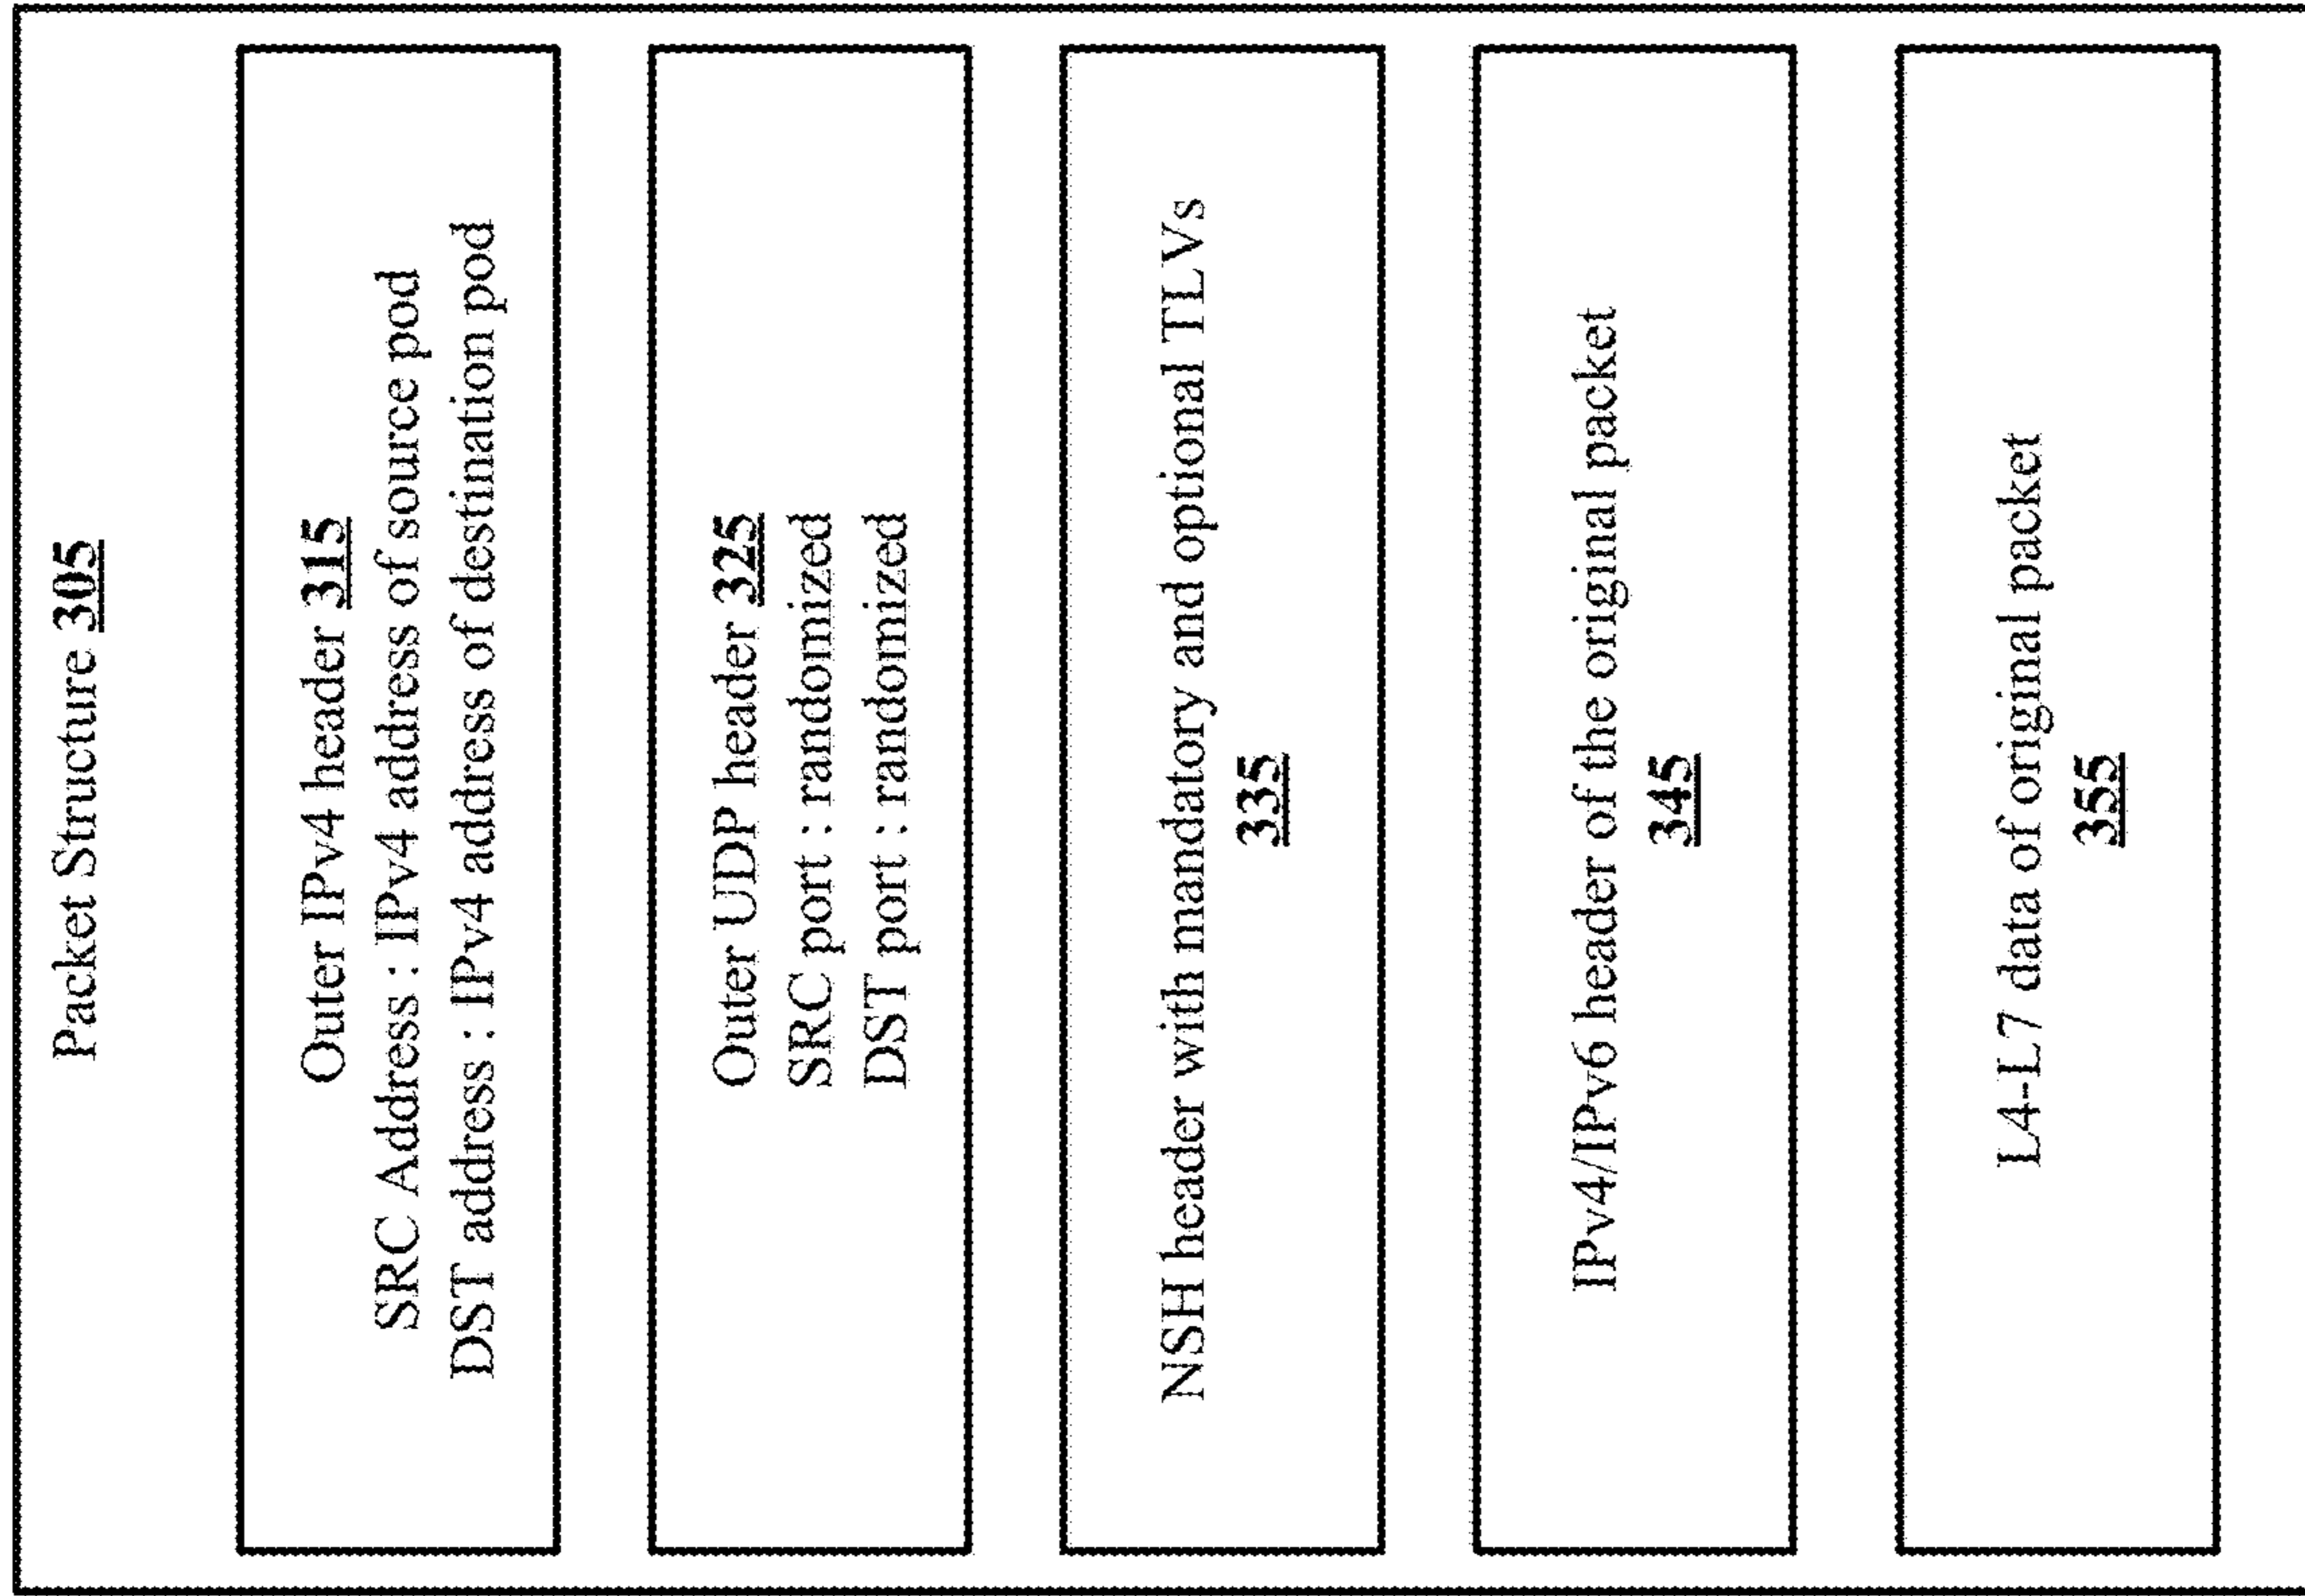 Packet Structure 305
Outer IPv4 header 315
SRC Address : IPv4 address of source pod
DST address : IPv4 address of destination pod
Outer UDP header 325
SRC port : randomized
DST port : randomized
NSH header with mandatory and optional TLVs
335
IPv4/IPv6 header of the original packet
345
L4-L7 data of original packet
355